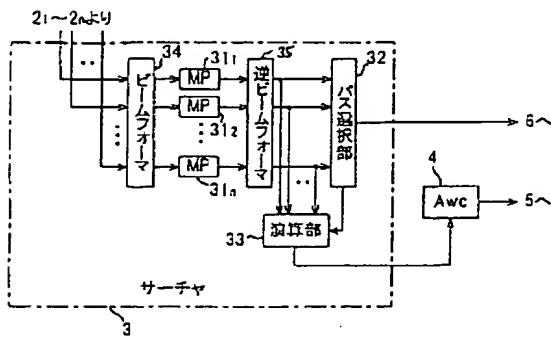 2₁～2nより
34
31₁
35
32
ビームフォーマ
MP
逆ビームフォーマ
パス選択部
MP
31₂
6へ
MP
31n
4
Awc
5へ
33
演算部
サーチャ
3